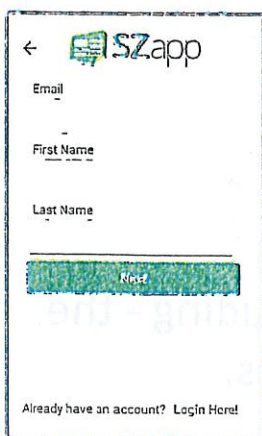 ← SZapp
Email
First Name
Last Name
Next
Already have an account? Login Here!